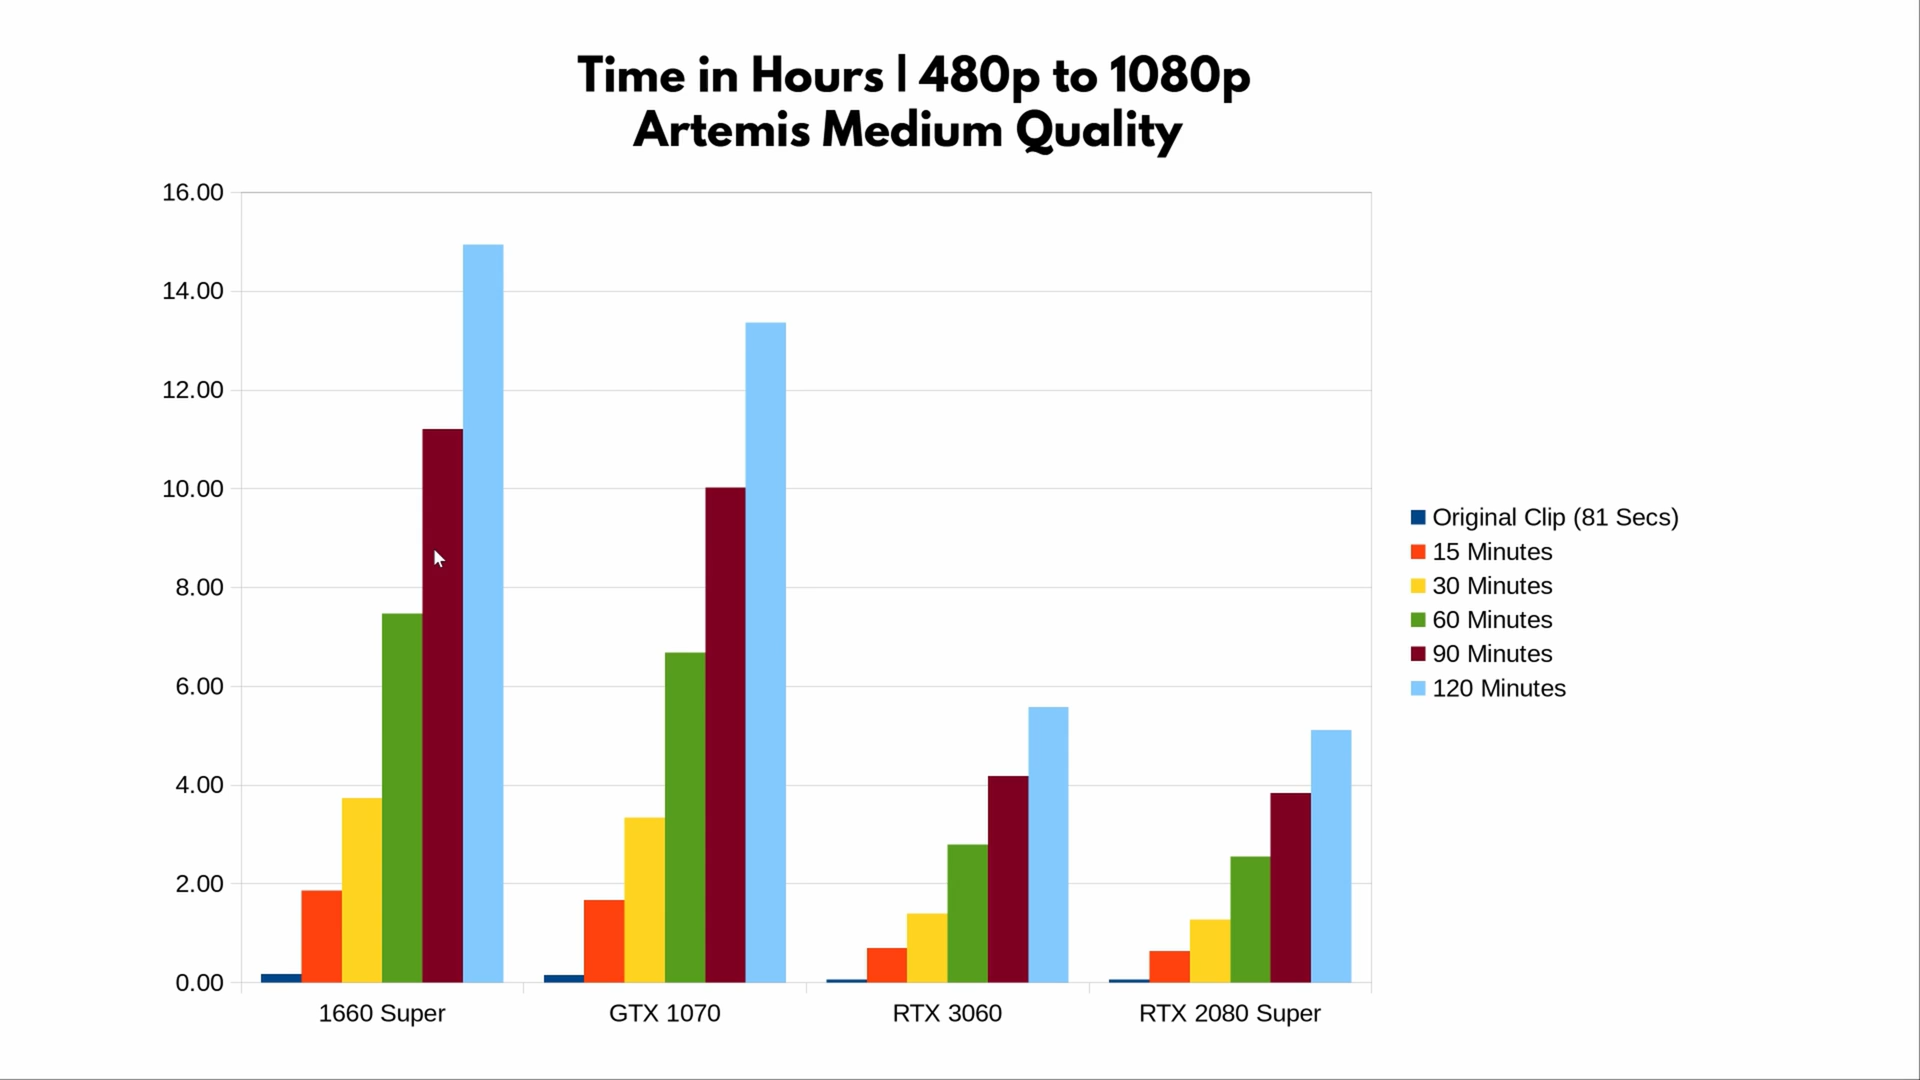 Time in Hours | 480p to 1080p
Artemis Medium Quality
16.00
14.00
12.00
10.00
8.00
6.00
4.00
2.00
0.00
1660 Super
GTX 1070
RTX 3060
RTX 2080 Super
Original Clip (81 Secs)
15 Minutes
30 Minutes
60 Minutes
90 Minutes
120 Minutes